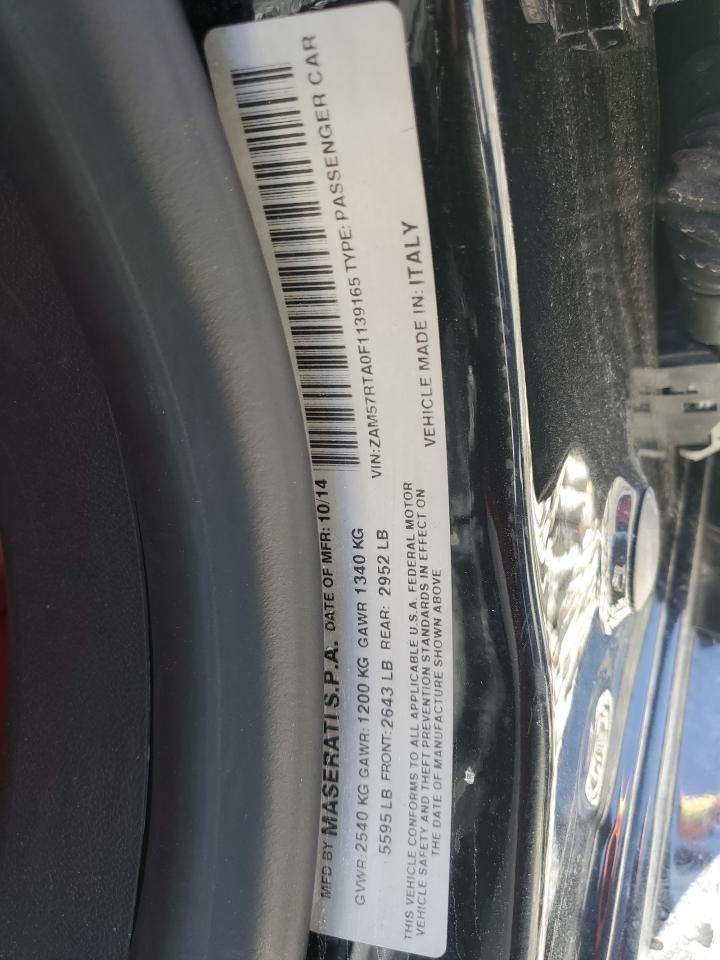 MFD BY MASERATI S.P.A. DATE OF MFR: 10/14
GVWR: 2540 KG GAWR: 1200 KG GAWR 1340 KG
5595 LB FRONT: 2643 LB REAR: 2952 LB
VIN: ZAM57RTA0F1139165 TYPE: PASSENGER CAR
THIS VEHICLE CONFORMS TO ALL APPLICABLE U.S.A. FEDERAL MOTOR
VEHICLE SAFETY AND THEFT PREVENTION STANDARDS IN EFFECT ON
THE DATE OF MANUFACTURE SHOWN ABOVE
VEHICLE MADE IN: ITALY